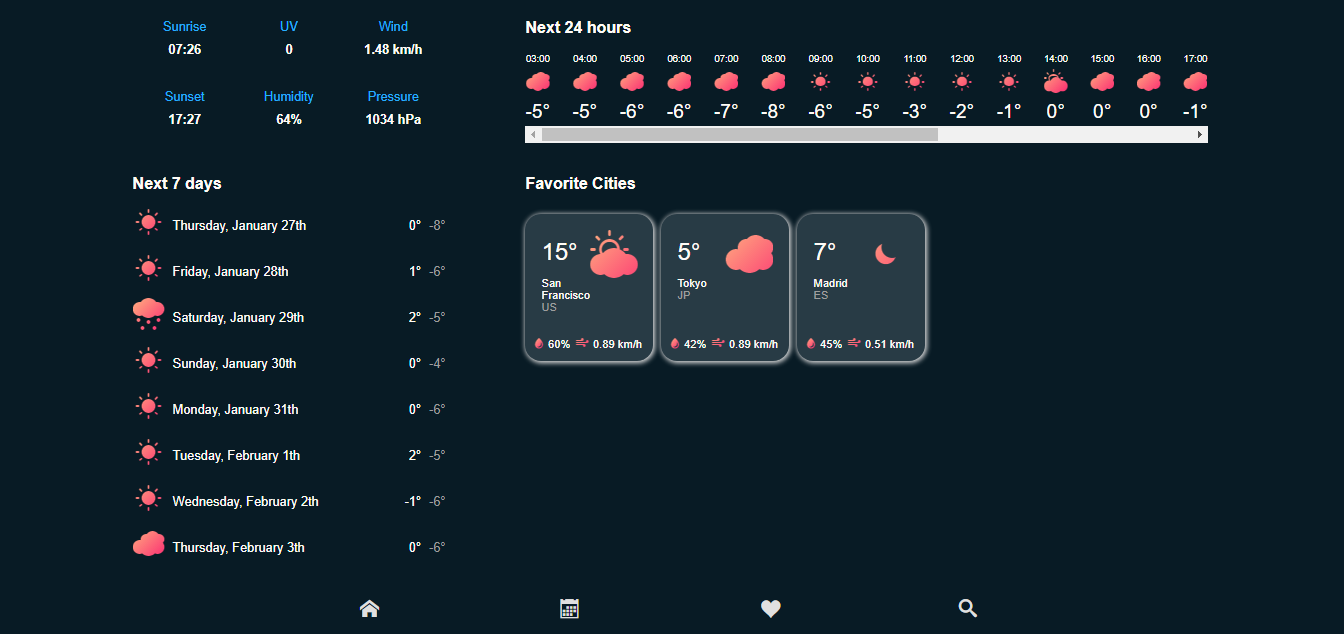 Sunrise UV Wind
07:26 0 1.48 km/h
Sunset Humidity Pressure
17:27 64% 1034 hPa
Next 24 hours
03:00 04:00 05:00 06:00 07:00 08:00 09:00 10:00 11:00 12:00 13:00 14:00 15:00 16:00 17:00
-5° -5° -6° -6° -7° -8° -6° -5° -3° -2° -1° 0° 0° 0° -1°
Next 7 days
Thursday, January 27th 0° -8°
Friday, January 28th 1° -6°
Saturday, January 29th 2° -5°
Sunday, January 30th 0° -4°
Monday, January 31th 0° -6°
Tuesday, February 1th 2° -5°
Wednesday, February 2th -1° -6°
Thursday, February 3th 0° -6°
Favorite Cities
15°
San
Francisco
US
60% 0.89 km/h
5°
Tokyo
JP
42% 0.89 km/h
7°
Madrid
ES
45% 0.51 km/h